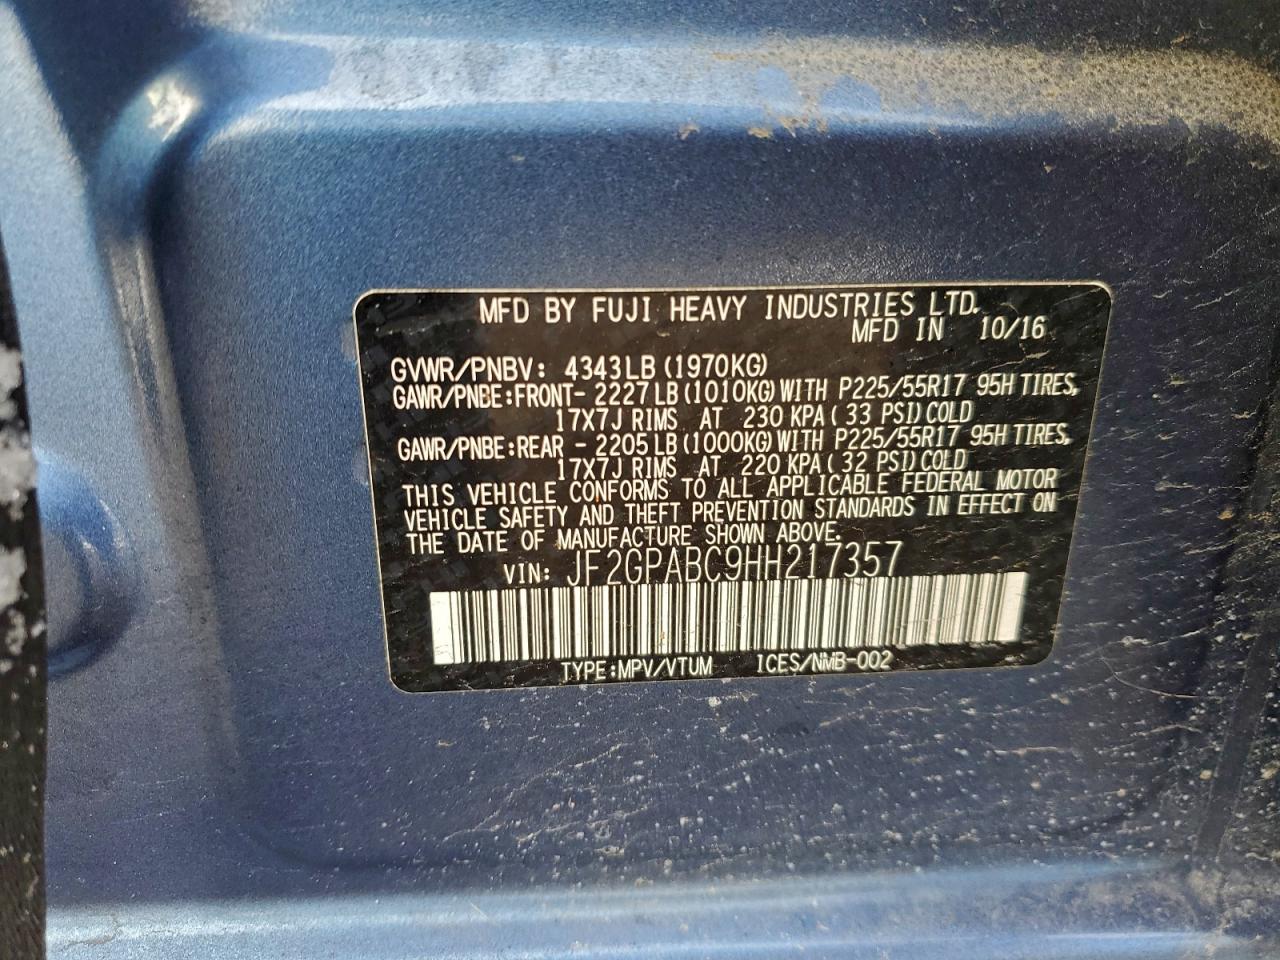 MFD BY FUJI HEAVY INDUSTRIES LTD.
MFD IN 10/16
GVWR/PNBV: 4343LB (1970KG)
GAWR/PNBE:FRONT- 2227LB (1010KG) WITH P225/55R17 95H TIRES,
17X7J RIMS AT 230 KPA ( 33 PSI) COLD
GAWR/PNBE:REAR - 2205LB (1000KG) WITH P225/55R17 95H TIRES,
17X7J RIMS AT 220 KPA ( 32 PSI) COLD
THIS VEHICLE CONFORMS TO ALL APPLICABLE FEDERAL MOTOR
VEHICLE SAFETY AND THEFT PREVENTION STANDARDS IN EFFECT ON
THE DATE OF MANUFACTURE SHOWN ABOVE.
VIN: JF2GPABC9HH217357
TYPE:MPV/VTUM ICES/NMB-002